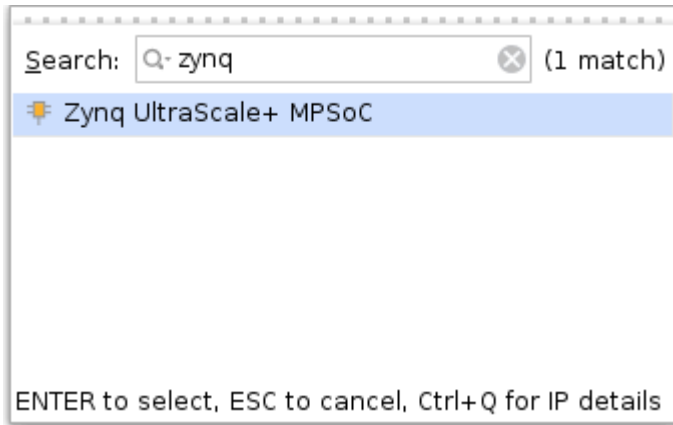 Search: zynq (1 match)
Zynq UltraScale+ MPSoC
ENTER to select, ESC to cancel, Ctrl+Q for IP details